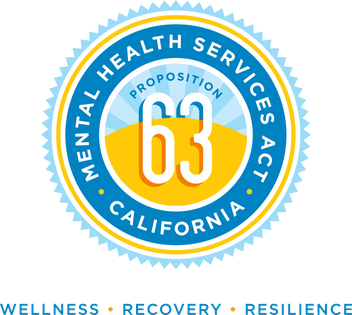 MENTAL HEALTH SERVICES ACT
PROPOSITION
63
• CALIFORNIA •
WELLNESS • RECOVERY • RESILIENCE